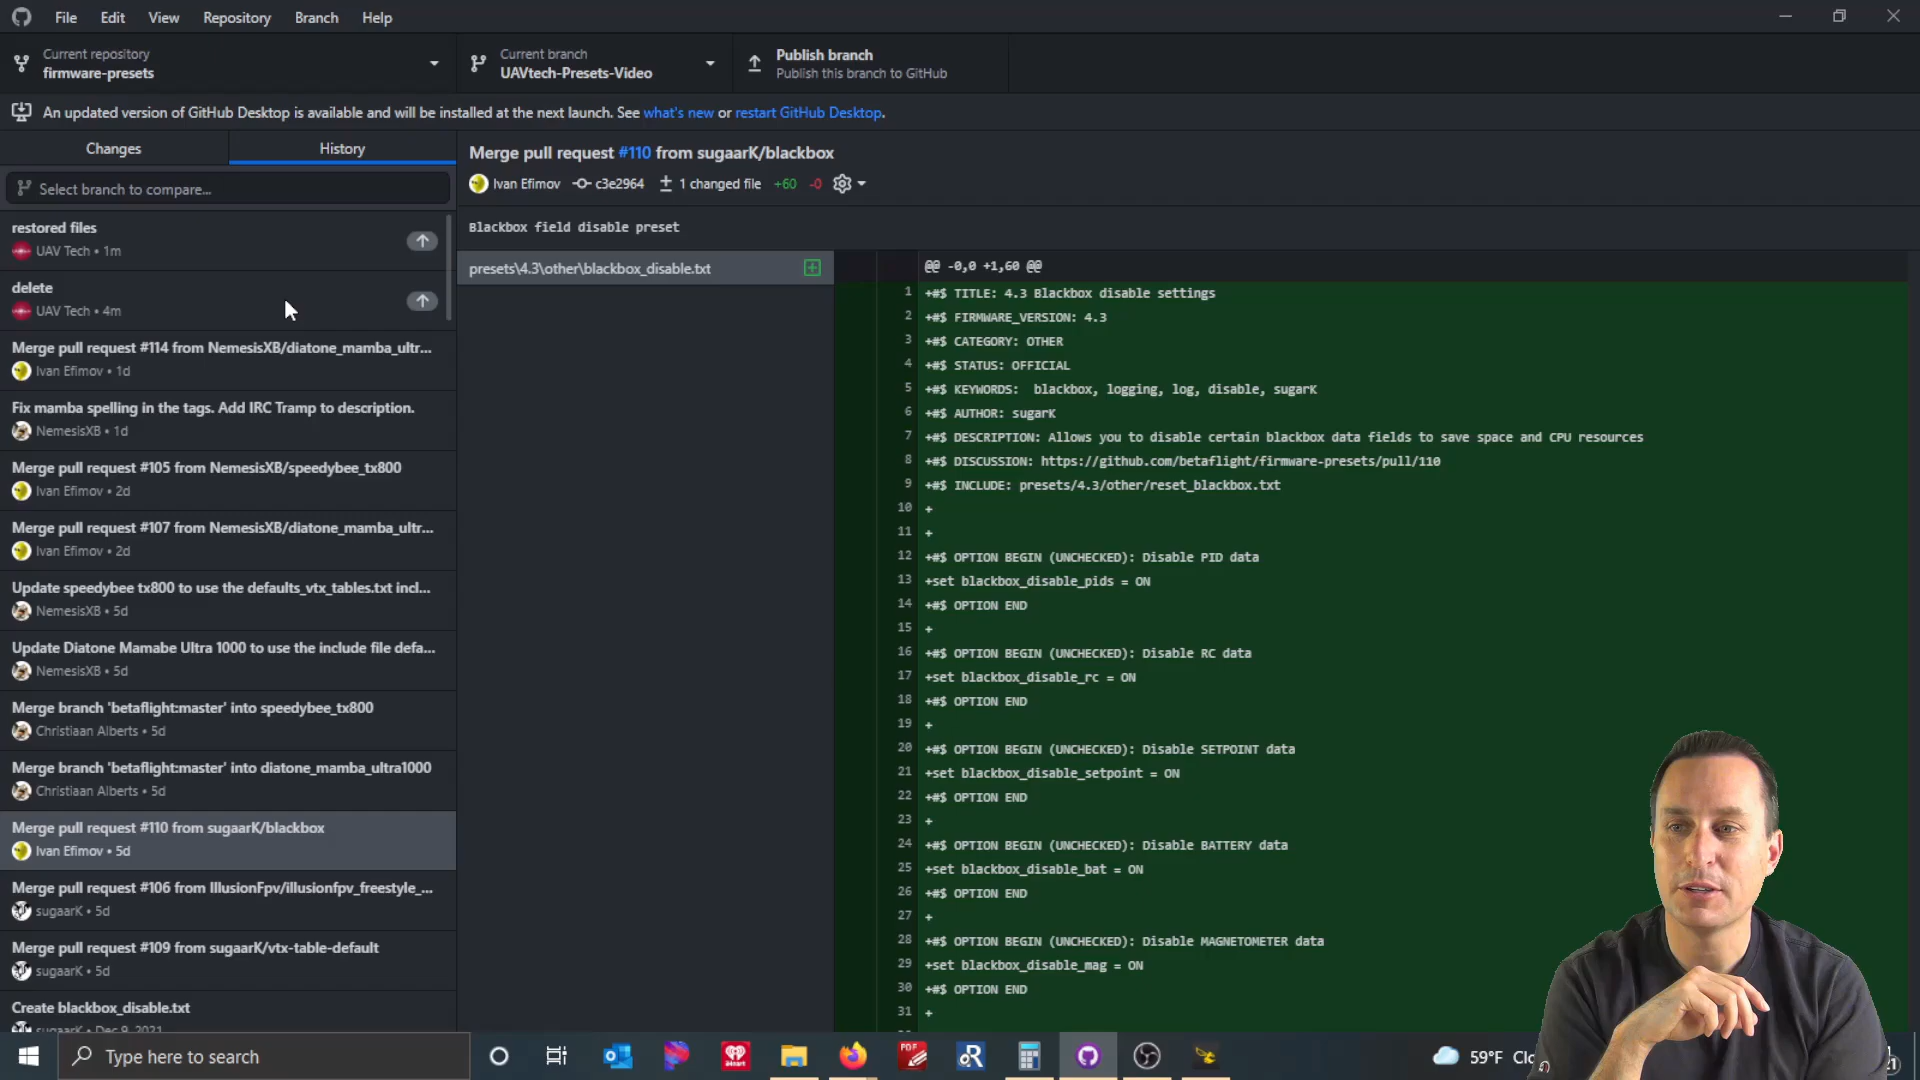 File Edit View Repository Branch Help
Current repository
firmware-presets
Current branch
UAVtech-Presets-Video
Publish branch
Publish this branch to GitHub
An updated version of GitHub Desktop is available and will be installed at the next launch. See what's new or restart GitHub Desktop.
Changes
History
Select branch to compare...
restored files
UAV Tech • 1m
delete
UAV Tech • 4m
Merge pull request #114 from NemesisXB/diatone_mamba_ultr...
Ivan Efimov • 1d
Fix mamba spelling in the tags. Add IRC Tramp to description.
NemesisXB • 1d
Merge pull request #105 from NemesisXB/speedybee_tx800
Ivan Efimov • 2d
Merge pull request #107 from NemesisXB/diatone_mamba_ultr...
Ivan Efimov • 2d
Update speedybee tx800 to use the defaults_vtx_tables.txt incl...
NemesisXB • 5d
Update Diatone Mamabe Ultra 1000 to use the include file defa...
NemesisXB • 5d
Merge branch 'betaflight:master' into speedybee_tx800
Christiaan Alberts • 5d
Merge branch 'betaflight:master' into diatone_mamba_ultra1000
Christiaan Alberts • 5d
Merge pull request #110 from sugaarK/blackbox
Ivan Efimov • 5d
Merge pull request #106 from IllusionFpv/illusionfpv_freestyle_...
sugaarK • 5d
Merge pull request #109 from sugaarK/vtx-table-default
sugaarK • 5d
Create blackbox_disable.txt
sugaarK • Dec 9, 2021
Merge pull request #110 from sugaarK/blackbox
Ivan Efimov c3e2964 1 changed file +60 -0
Blackbox field disable preset
presets\4.3\other\blackbox_disable.txt
@@ -0,0 +1,60 @@
1 +#$ TITLE: 4.3 Blackbox disable settings
2 +#$ FIRMWARE_VERSION: 4.3
3 +#$ CATEGORY: OTHER
4 +#$ STATUS: OFFICIAL
5 +#$ KEYWORDS:  blackbox, logging, log, disable, sugarK
6 +#$ AUTHOR: sugarK
7 +#$ DESCRIPTION: Allows you to disable certain blackbox data fields to save space and CPU resources
8 +#$ DISCUSSION: https://github.com/betaflight/firmware-presets/pull/110
9 +#$ INCLUDE: presets/4.3/other/reset_blackbox.txt
10 +
11 +
12 +#$ OPTION BEGIN (UNCHECKED): Disable PID data
13 +set blackbox_disable_pids = ON
14 +#$ OPTION END
15 +
16 +#$ OPTION BEGIN (UNCHECKED): Disable RC data
17 +set blackbox_disable_rc = ON
18 +#$ OPTION END
19 +
20 +#$ OPTION BEGIN (UNCHECKED): Disable SETPOINT data
21 +set blackbox_disable_setpoint = ON
22 +#$ OPTION END
23 +
24 +#$ OPTION BEGIN (UNCHECKED): Disable BATTERY data
25 +set blackbox_disable_bat = ON
26 +#$ OPTION END
27 +
28 +#$ OPTION BEGIN (UNCHECKED): Disable MAGNETOMETER data
29 +set blackbox_disable_mag = ON
30 +#$ OPTION END
31 +
Type here to search
PDF
R
59°F